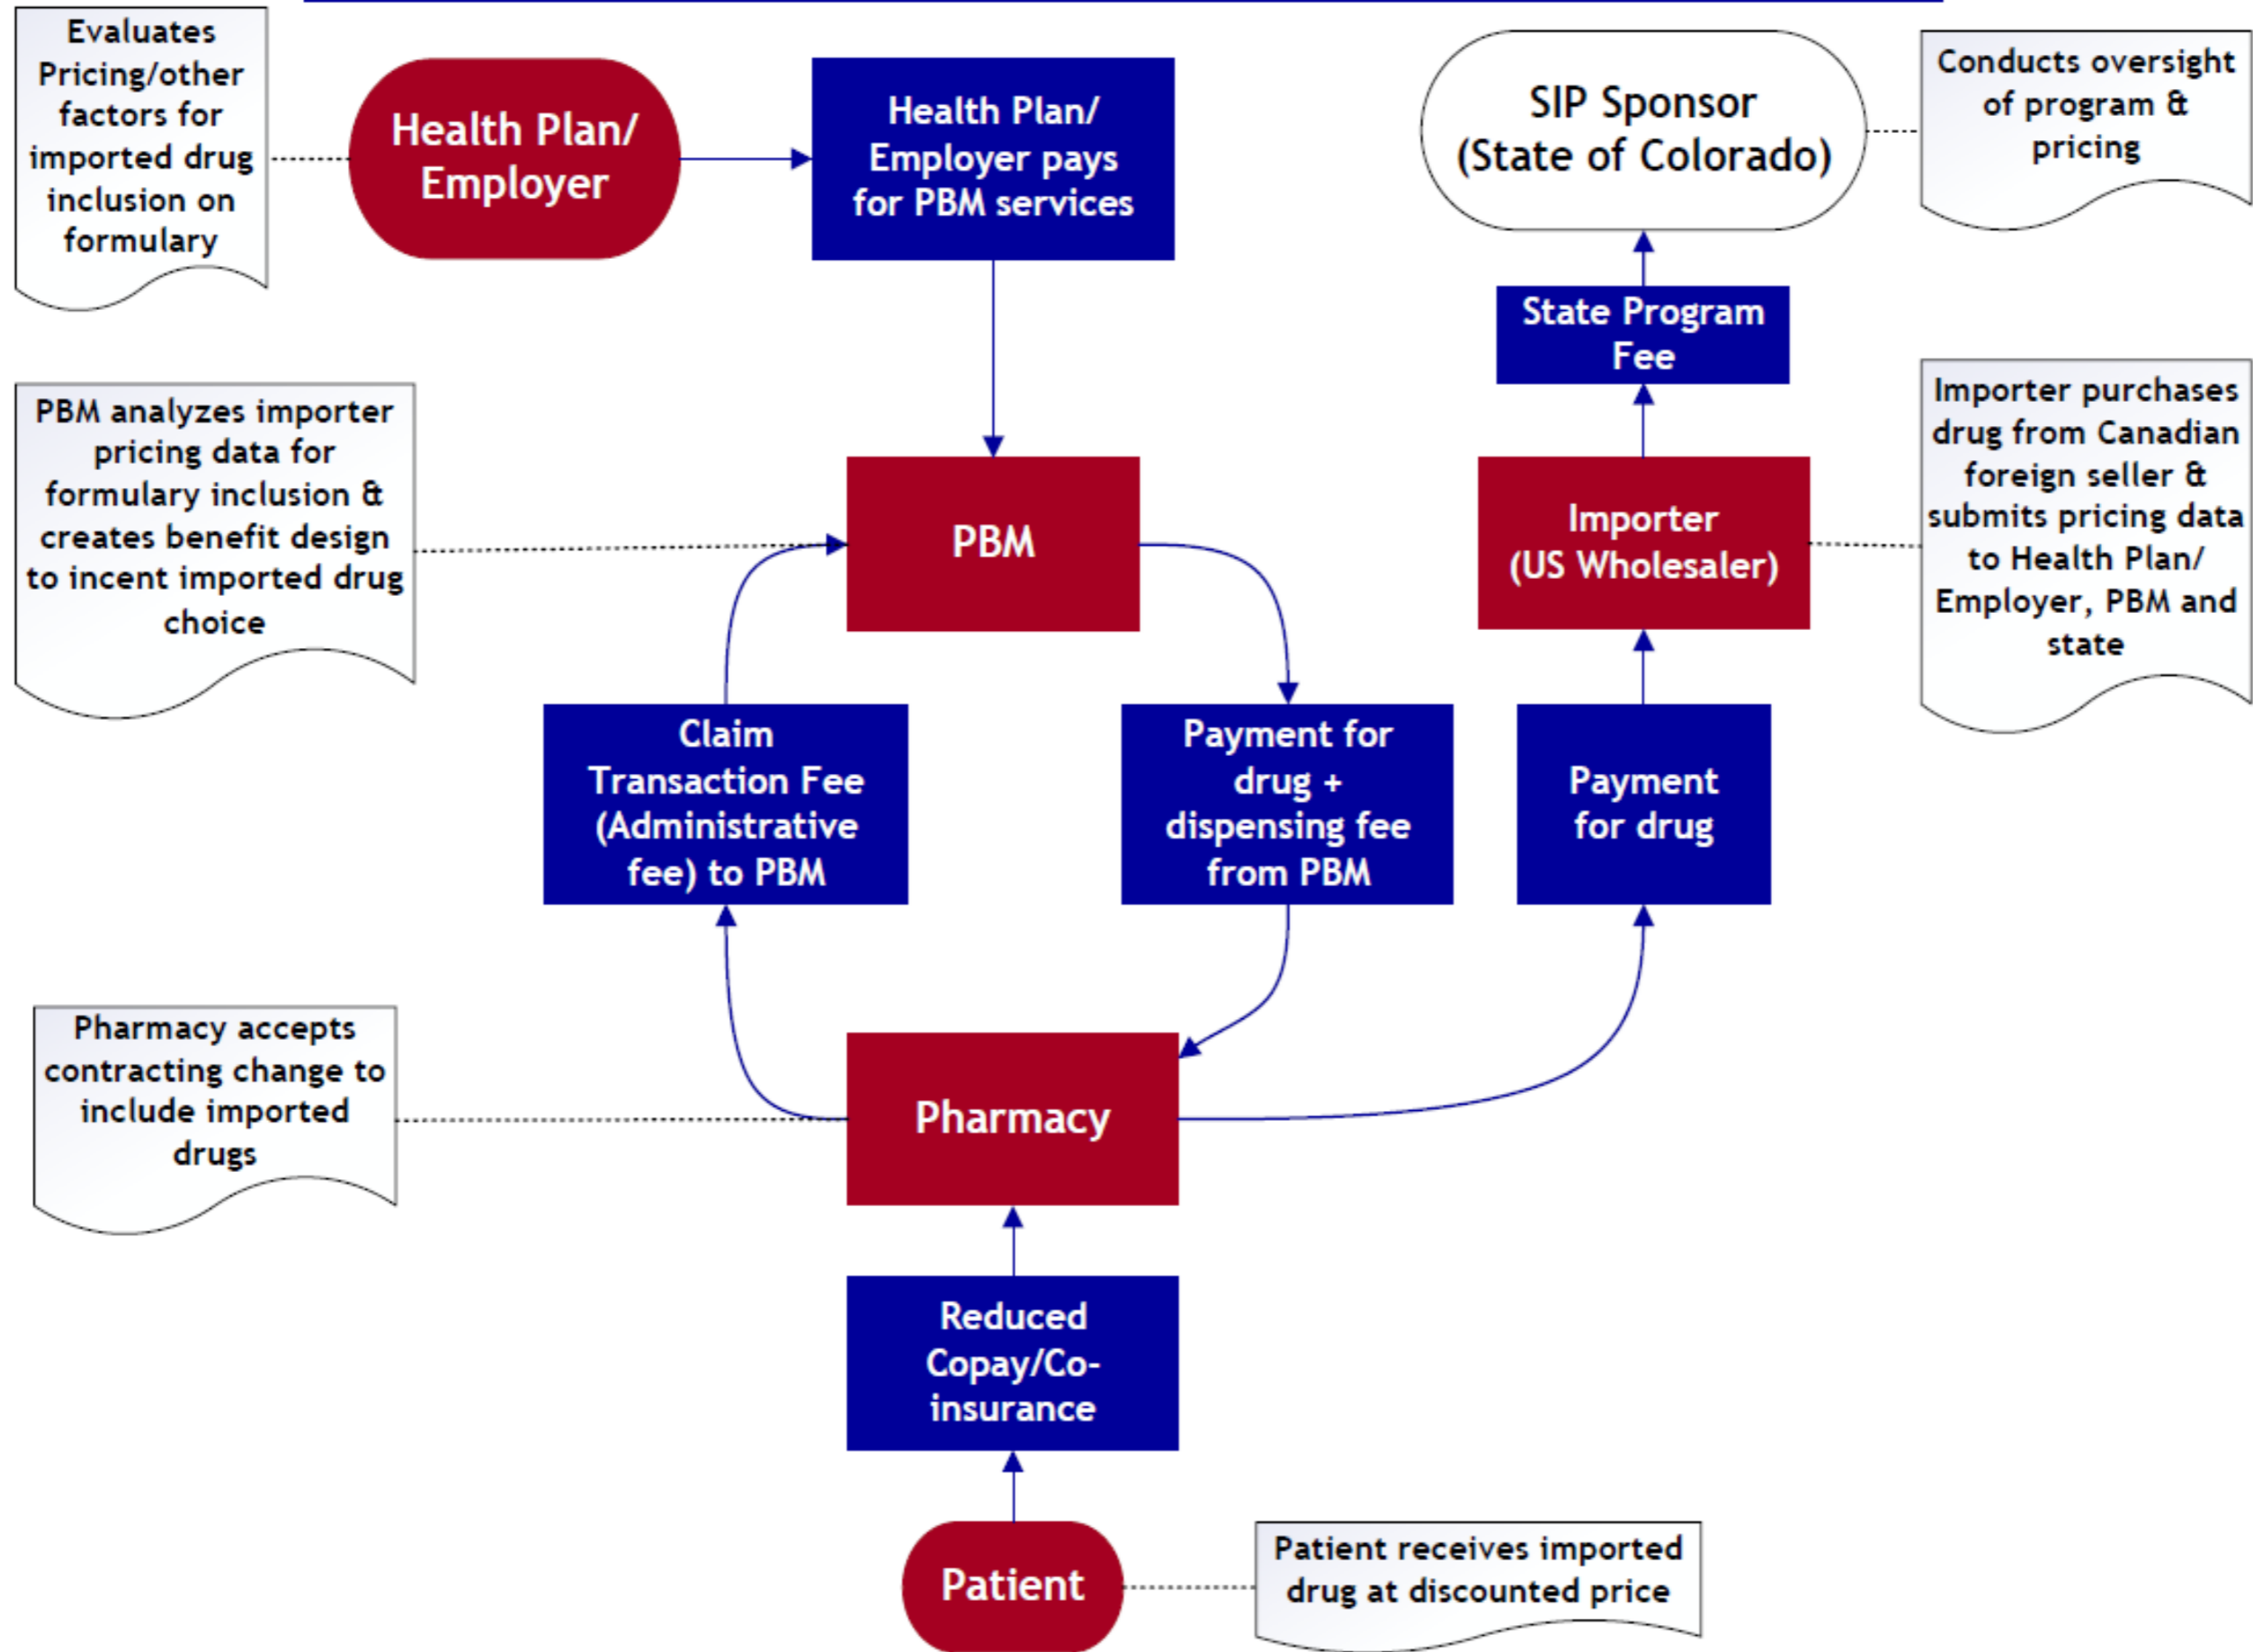 Evaluates
Pricing/other
factors for
imported drug
inclusion on
formulary
Health Plan/
Employer
Health Plan/
Employer pays
for PBM services
SIP Sponsor
(State of Colorado)
Conducts oversight
of program &
pricing
State Program
Fee
PBM analyzes importer
pricing data for
formulary inclusion &
creates benefit design
to incent imported drug
choice
PBM
Importer
(US Wholesaler)
Importer purchases
drug from Canadian
foreign seller &
submits pricing data
to Health Plan/
Employer, PBM and
state
Claim
Transaction Fee
(Administrative
fee) to PBM
Payment for
drug +
dispensing fee
from PBM
Payment
for drug
Pharmacy accepts
contracting change to
include imported
drugs
Pharmacy
Reduced
Copay/Co-
insurance
Patient
Patient receives imported
drug at discounted price